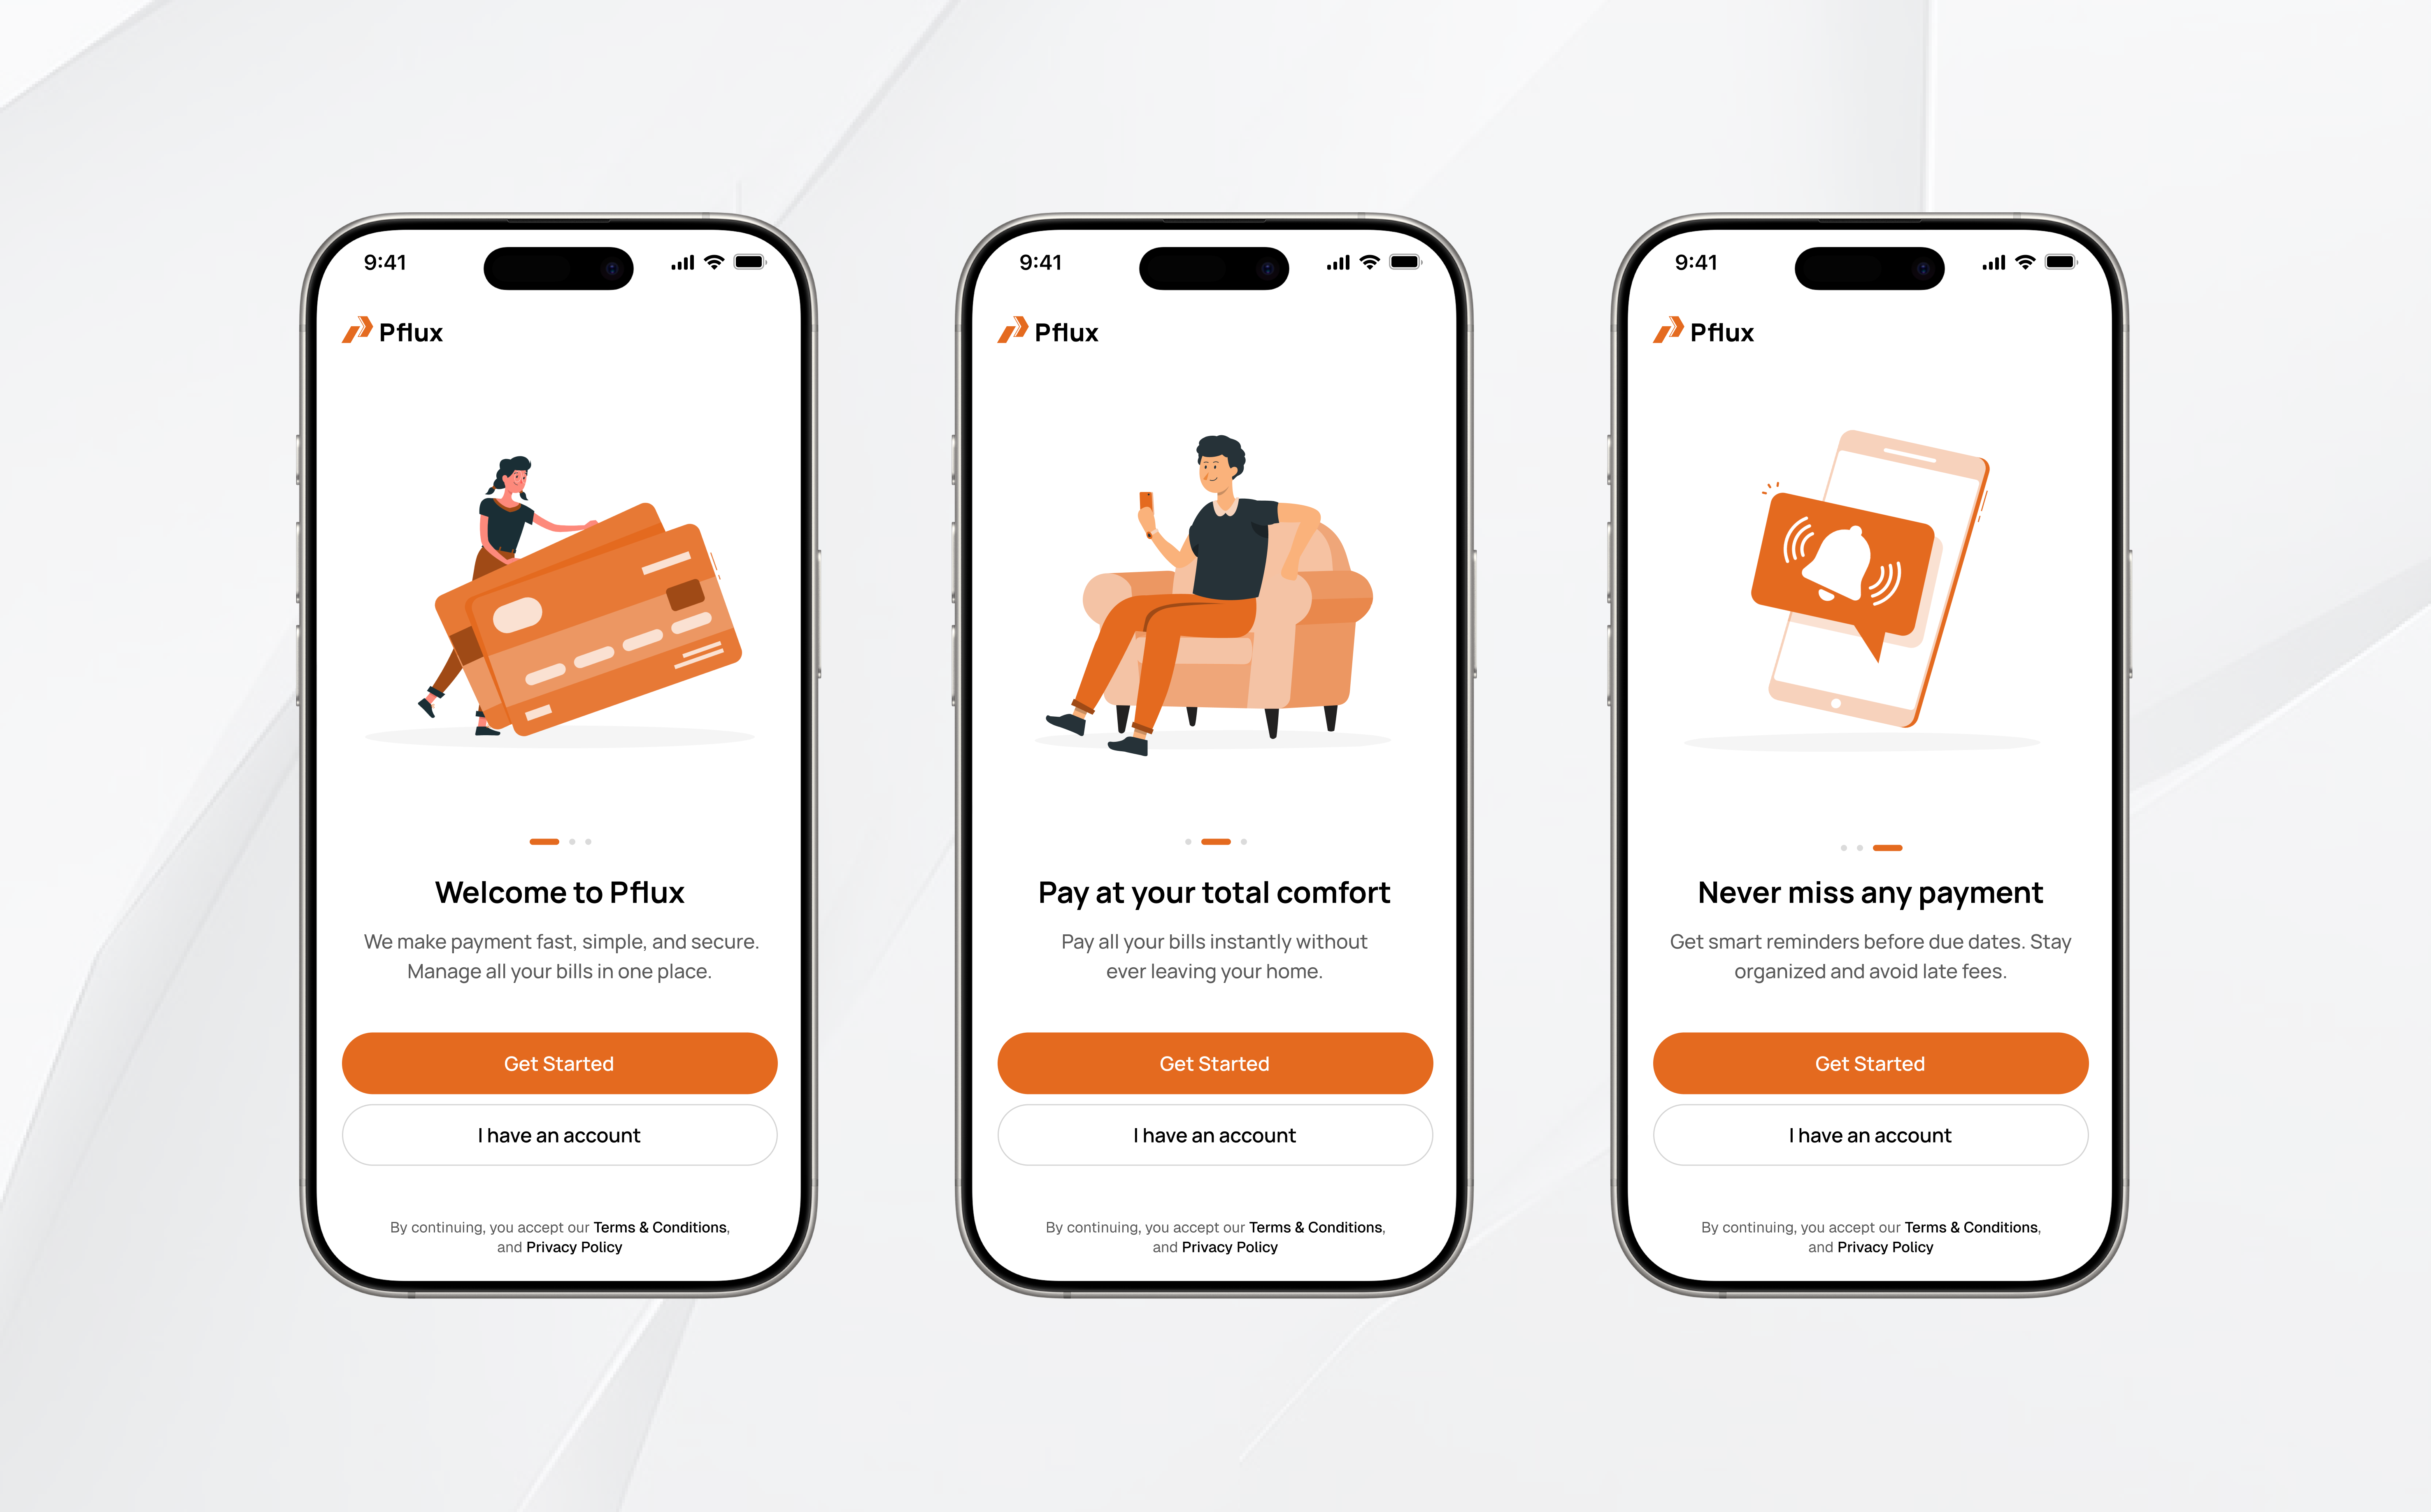 9:41
Pflux
Welcome to Pflux
We make payment fast, simple, and secure.
Manage all your bills in one place.
Get Started
I have an account
By continuing, you accept our Terms & Conditions,
and Privacy Policy
9:41
Pflux
Pay at your total comfort
Pay all your bills instantly without
ever leaving your home.
Get Started
I have an account
By continuing, you accept our Terms & Conditions,
and Privacy Policy
9:41
Pflux
Never miss any payment
Get smart reminders before due dates. Stay
organized and avoid late fees.
Get Started
I have an account
By continuing, you accept our Terms & Conditions,
and Privacy Policy